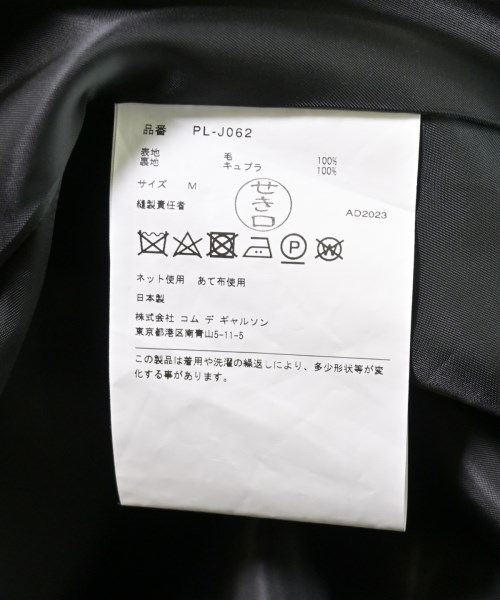 品番 PL-J062
表地 毛 100%
裏地 キュプラ 100%
サイズ M
縫製責任者 せき口 AD2023
P W
ネット使用 あて布使用
日本製
株式会社 コム デ ギャルソン
東京都港区南青山5-11-5
この製品は着用や洗濯の繰返しにより、多少形状等が変
化する事があります。